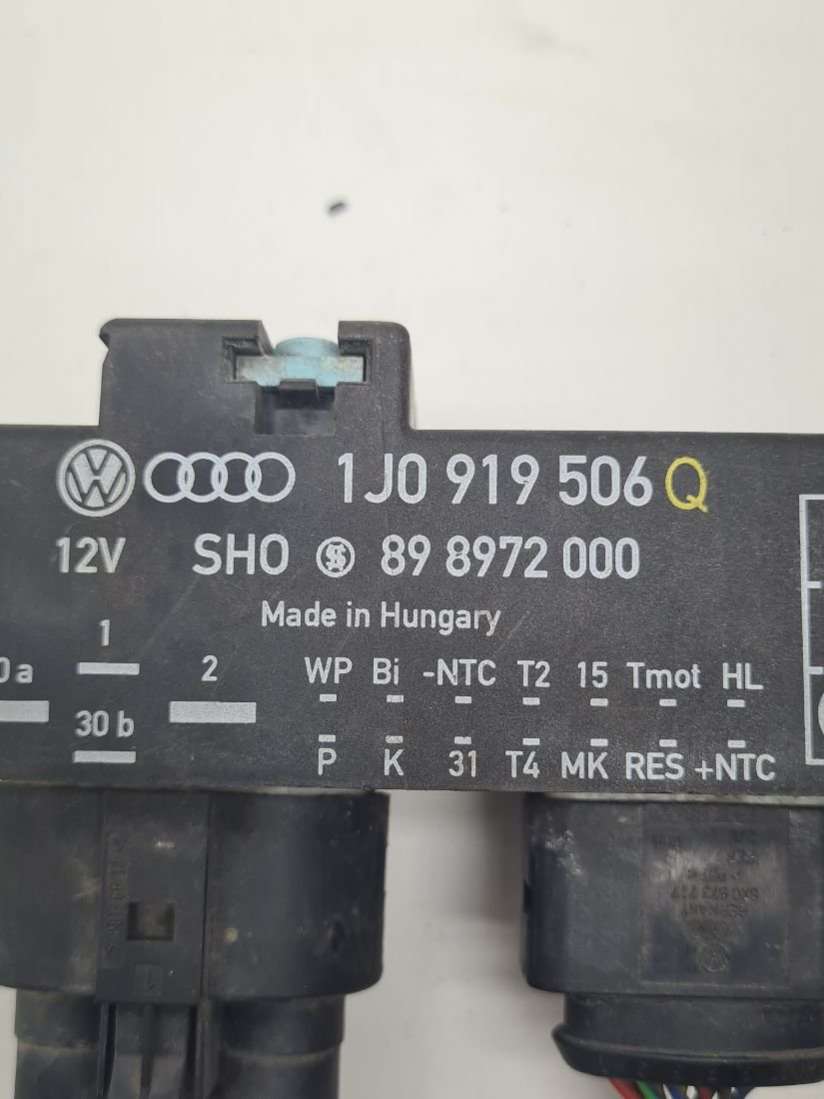 1J0 919 506 Q
12V SHO 89 8972 000
Made in Hungary
1
0a 2 WP Bi -NTC T2 15 Tmot HL
30 b P K 31 T4 MK RES +NTC